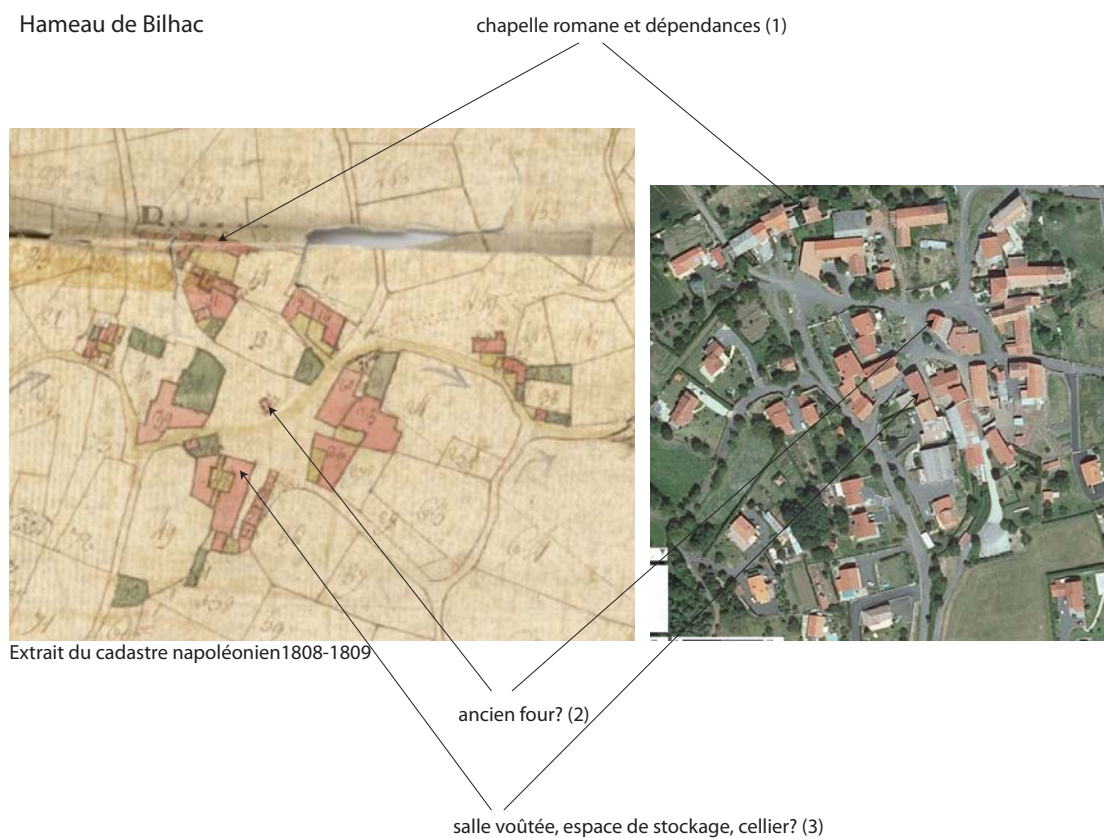 Hameau de Bilhac
chapelle romane et dépendances (1)
Extrait du cadastre napoléonien1808-1809
ancien four? (2)
salle voûtée, espace de stockage, cellier? (3)